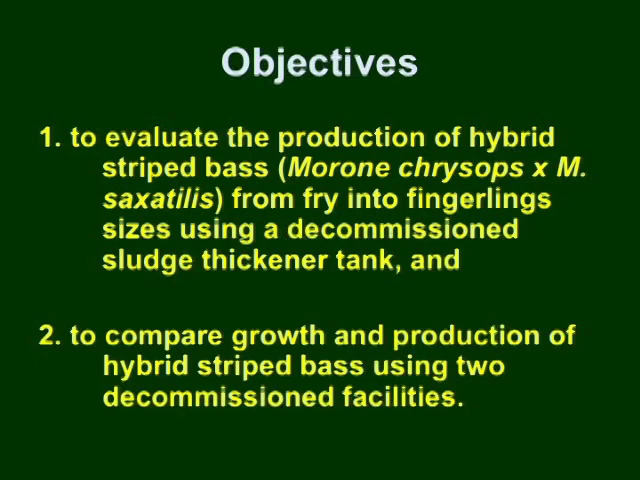 Objectives
1. to evaluate the production of hybrid
striped bass (Morone chrysops x M.
saxatilis) from fry into fingerlings
sizes using a decommissioned
sludge thickener tank, and
2. to compare growth and production of
hybrid striped bass using two
decommissioned facilities.